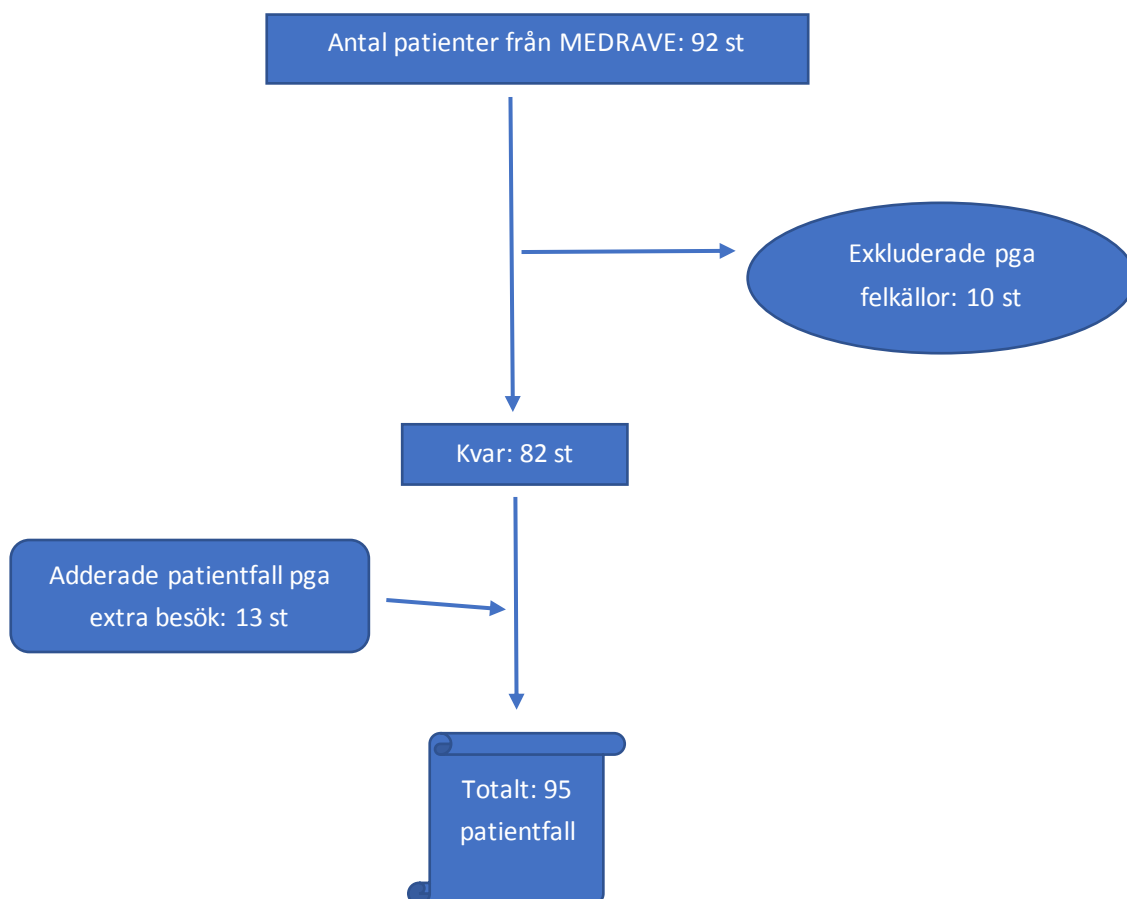 Antal patienter från MEDRAVE: 92 st
Exkluderade pga
felkällor: 10 st
Kvar: 82 st
Adderade patientfall pga
extra besök: 13 st
Totalt: 95
patientfall